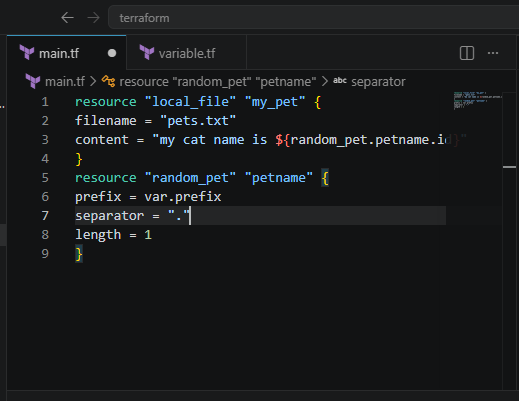 terraform
main.tf
variable.tf
main.tf > resource "random_pet" "petname" > abc separator
1 resource "local_file" "my_pet" {
2 filename = "pets.txt"
3 content = "my cat name is ${random_pet.petname.id}"
4 }
5 resource "random_pet" "petname" {
6 prefix = var.prefix
7 separator = "."
8 length = 1
9 }